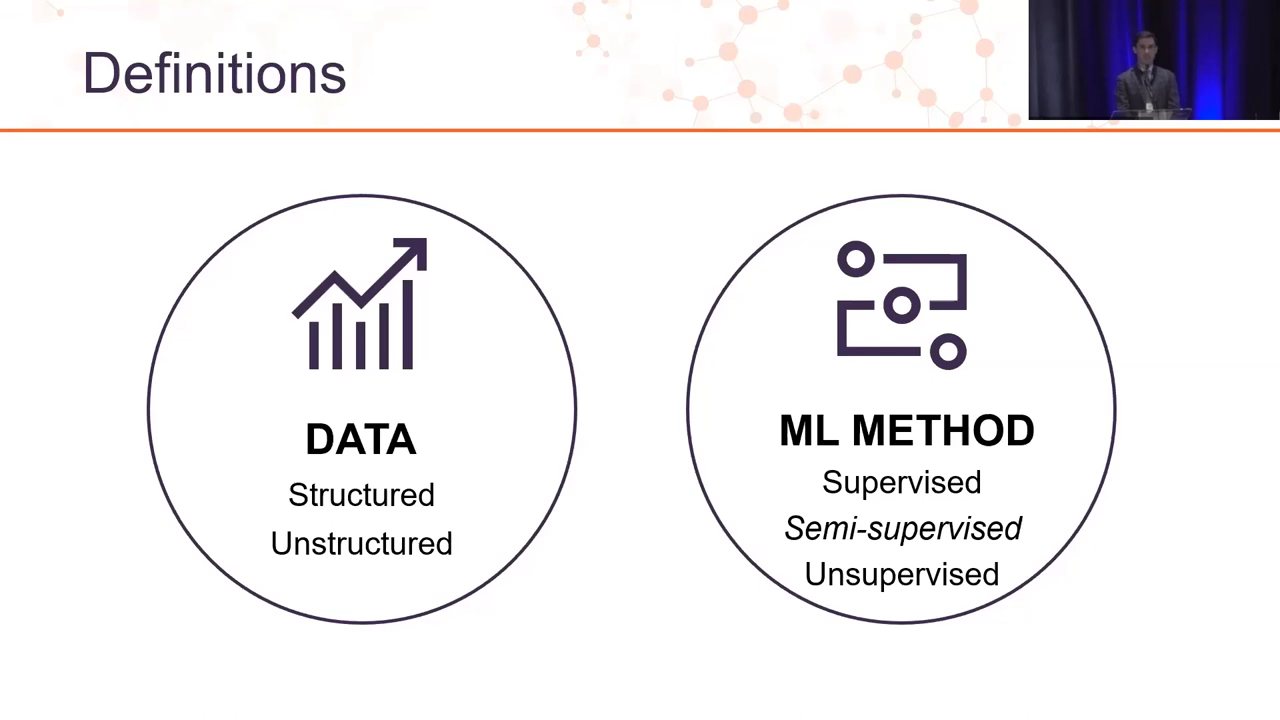 Definitions
DATA
Structured
Unstructured
ML METHOD
Supervised
Semi-supervised
Unsupervised